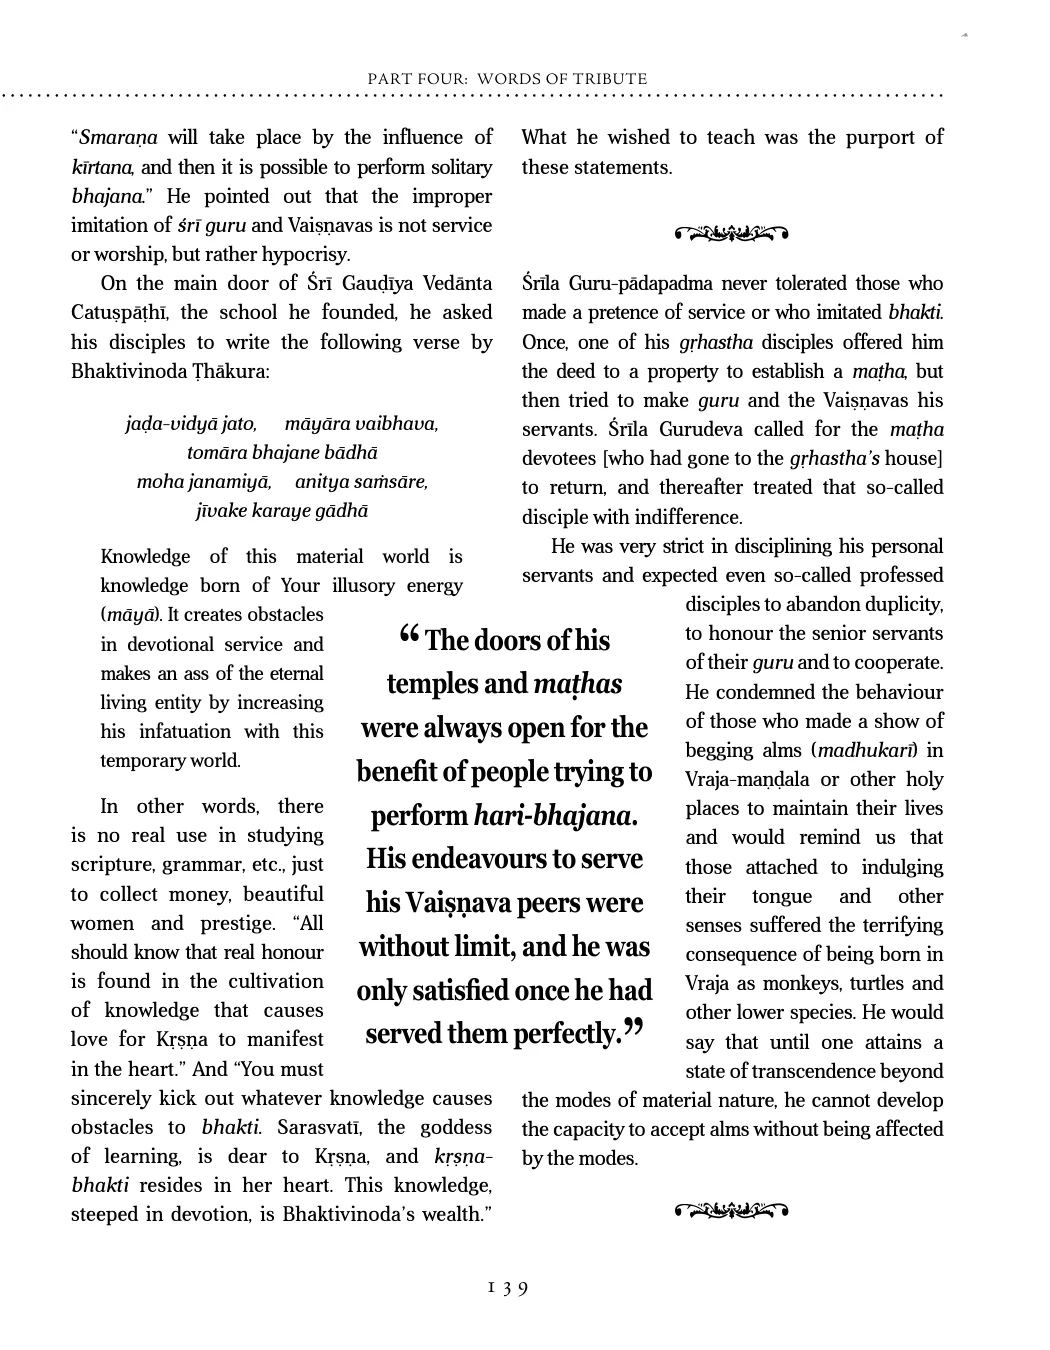 PART FOUR: WORDS OF TRIBUTE
“Smaraṇa will take place by the influence of
kīrtana, and then it is possible to perform solitary
bhajana.” He pointed out that the improper
imitation of śrī guru and Vaiṣṇavas is not service
or worship, but rather hypocrisy.
On the main door of Śrī Gauḍīya Vedānta
Catuṣpāṭhī, the school he founded, he asked
his disciples to write the following verse by
Bhaktivinoda Ṭhākura:
jaḍa-vidyā jato, māyāra vaibhava,
tomāra bhajane bādhā
moha janamiyā, anitya saṁsāre,
jīvake karaye gādhā
Knowledge of this material world is
knowledge born of Your illusory energy
(māyā). It creates obstacles
in devotional service and
makes an ass of the eternal
living entity by increasing
his infatuation with this
temporary world.
In other words, there
is no real use in studying
scripture, grammar, etc., just
to collect money, beautiful
women and prestige. “All
should know that real honour
is found in the cultivation
of knowledge that causes
love for Kṛṣṇa to manifest
in the heart.” And “You must
sincerely kick out whatever knowledge causes
obstacles to bhakti. Sarasvatī, the goddess
of learning, is dear to Kṛṣṇa, and kṛṣṇa-
bhakti resides in her heart. This knowledge,
steeped in devotion, is Bhaktivinoda’s wealth.”
“The doors of his
temples and maṭhas
were always open for the
benefit of people trying to
perform hari-bhajana.
His endeavours to serve
his Vaiṣṇava peers were
without limit, and he was
only satisfied once he had
served them perfectly.”
What he wished to teach was the purport of
these statements.
Śrīla Guru-pādapadma never tolerated those who
made a pretence of service or who imitated bhakti.
Once, one of his gṛhastha disciples offered him
the deed to a property to establish a maṭha, but
then tried to make guru and the Vaiṣṇavas his
servants. Śrīla Gurudeva called for the maṭha
devotees [who had gone to the gṛhastha’s house]
to return, and thereafter treated that so-called
disciple with indifference.
He was very strict in disciplining his personal
servants and expected even so-called professed
disciples to abandon duplicity,
to honour the senior servants
of their guru and to cooperate.
He condemned the behaviour
of those who made a show of
begging alms (madhukarī) in
Vraja-maṇḍala or other holy
places to maintain their lives
and would remind us that
those attached to indulging
their tongue and other
senses suffered the terrifying
consequence of being born in
Vraja as monkeys, turtles and
other lower species. He would
say that until one attains a
state of transcendence beyond
the modes of material nature, he cannot develop
the capacity to accept alms without being affected
by the modes.
139